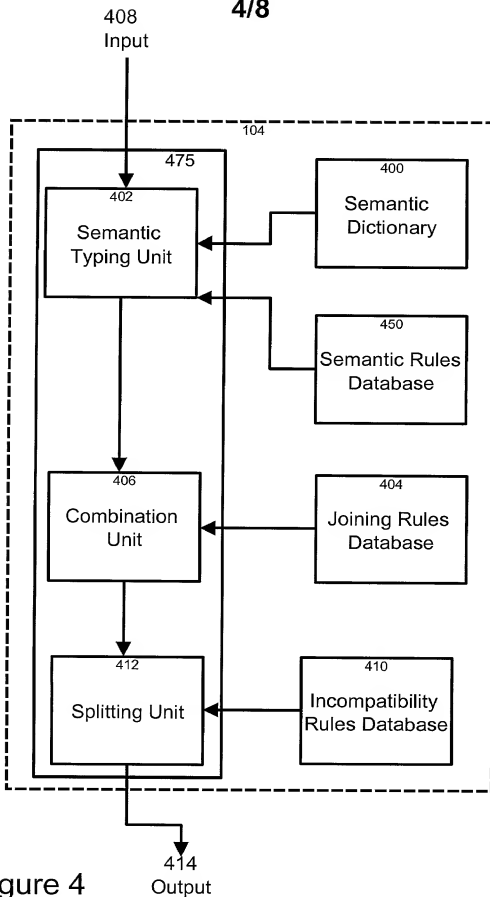 4/8
408
Input
104
475
402
Semantic
Typing Unit
400
Semantic
Dictionary
450
Semantic Rules
Database
406
Combination
Unit
404
Joining Rules
Database
412
Splitting Unit
410
Incompatibility
Rules Database
414
Output
gure 4